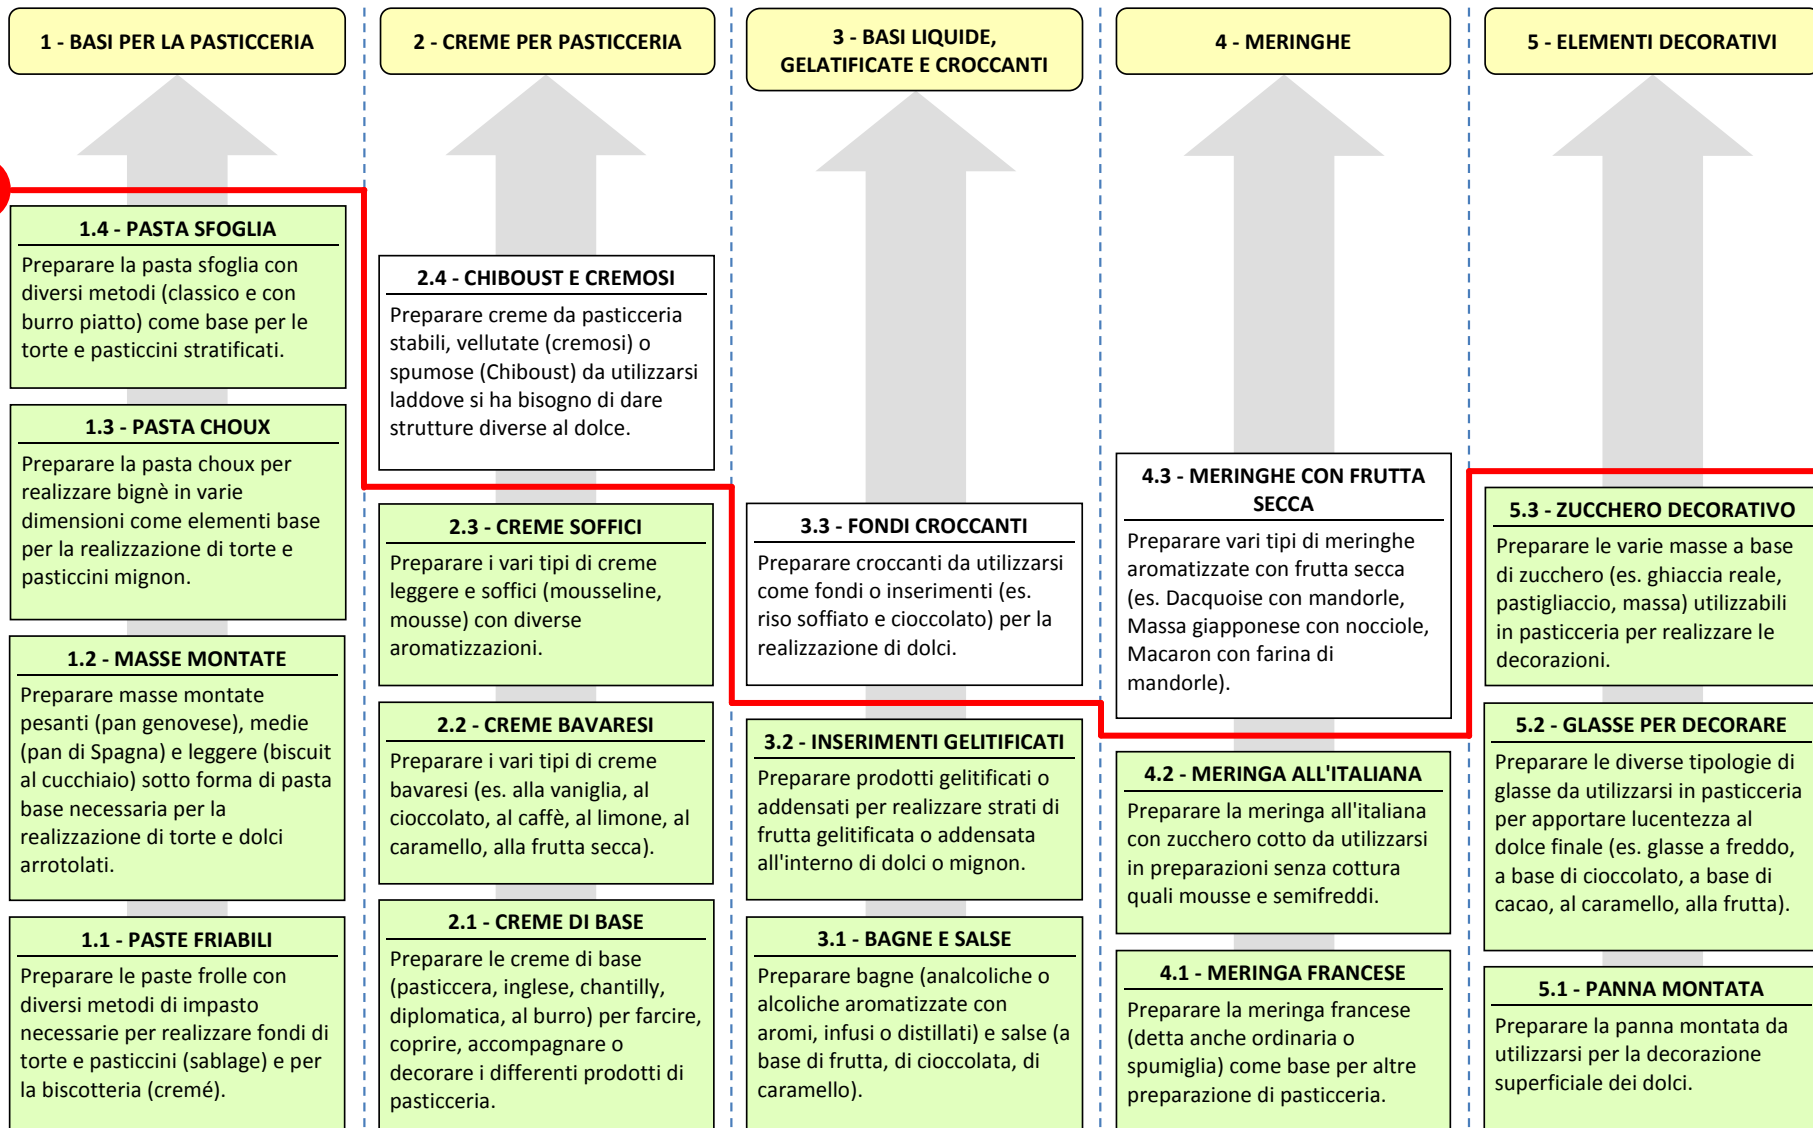 1 - BASI PER LA PASTICCERIA
1.4 - PASTA SFOGLIA
Preparare la pasta sfoglia con
diversi metodi (classico e con
burro piatto) come base per le
torte e pasticcini stratificati.
1.3 - PASTA CHOUX
Preparare la pasta choux per
realizzare bignè in varie
dimensioni come elementi base
per la realizzazione di torte e
pasticcini mignon.
1.2 - MASSE MONTATE
Preparare masse montate
pesanti (pan genovese), medie
(pan di Spagna) e leggere (biscuit
al cucchiaio) sotto forma di pasta
base necessaria per la
realizzazione di torte e dolci
arrotolati.
1.1 - PASTE FRIABILI
Preparare le paste frolle con
diversi metodi di impasto
necessarie per realizzare fondi di
torte e pasticcini (sablage) e per
la biscotteria (cremé).
2 - CREME PER PASTICCERIA
2.4 - CHIBOUST E CREMOSI
Preparare creme da pasticceria
stabili, vellutate (cremosi) o
spumose (Chiboust) da utilizzarsi
laddove si ha bisogno di dare
strutture diverse al dolce.
2.3 - CREME SOFFICI
Preparare i vari tipi di creme
leggere e soffici (mousseline,
mousse) con diverse
aromatizzazioni.
2.2 - CREME BAVARESI
Preparare i vari tipi di creme
bavaresi (es. alla vaniglia, al
cioccolato, al caffè, al limone, al
caramello, alla frutta secca).
2.1 - CREME DI BASE
Preparare le creme di base
(pasticcera, inglese, chantilly,
diplomatica, al burro) per farcire,
coprire, accompagnare o
decorare i differenti prodotti di
pasticceria.
3 - BASI LIQUIDE,
GELATIFICATE E CROCCANTI
3.3 - FONDI CROCCANTI
Preparare croccanti da utilizzarsi
come fondi o inserimenti (es.
riso soffiato e cioccolato) per la
realizzazione di dolci.
3.2 - INSERIMENTI GELITIFICATI
Preparare prodotti gelitificati o
addensati per realizzare strati di
frutta gelitificata o addensata
all'interno di dolci o mignon.
3.1 - BAGNE E SALSE
Preparare bagne (analcoliche o
alcoliche aromatizzate con
aromi, infusi o distillati) e salse (a
base di frutta, di cioccolata, di
caramello).
4 - MERINGHE
4.3 - MERINGHE CON FRUTTA
SECCA
Preparare vari tipi di meringhe
aromatizzate con frutta secca
(es. Dacquoise con mandorle,
Massa giapponese con nocciole,
Macaron con farina di
mandorle).
4.2 - MERINGA ALL'ITALIANA
Preparare la meringa all'italiana
con zucchero cotto da utilizzarsi
in preparazioni senza cottura
quali mousse e semifreddi.
4.1 - MERINGA FRANCESE
Preparare la meringa francese
(detta anche ordinaria o
spumiglia) come base per altre
preparazione di pasticceria.
5 - ELEMENTI DECORATIVI
5.3 - ZUCCHERO DECORATIVO
Preparare le varie masse a base
di zucchero (es. ghiaccia reale,
pastigliaccio, massa) utilizzabili
in pasticceria per realizzare le
decorazioni.
5.2 - GLASSE PER DECORARE
Preparare le diverse tipologie di
glasse da utilizzarsi in pasticceria
per apportare lucentezza al
dolce finale (es. glasse a freddo,
a base di cioccolato, a base di
cacao, al caramello, alla frutta).
5.1 - PANNA MONTATA
Preparare la panna montata da
utilizzarsi per la decorazione
superficiale dei dolci.